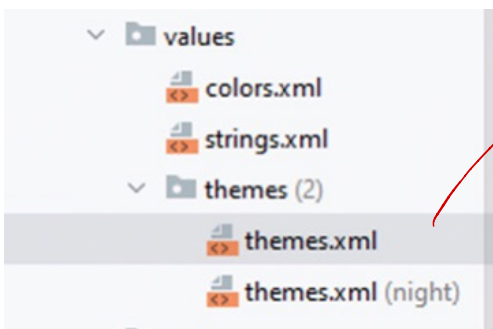 values
colors.xml
strings.xml
themes (2)
themes.xml
themes.xml (night)